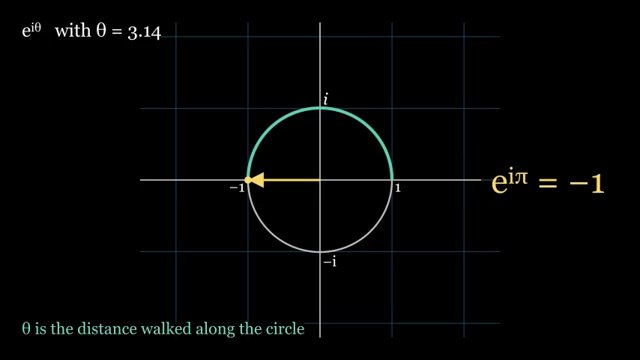 e^{iθ} with θ = 3.14
i
−1
1
e^{iπ} = −1
−i
θ is the distance walked along the circle